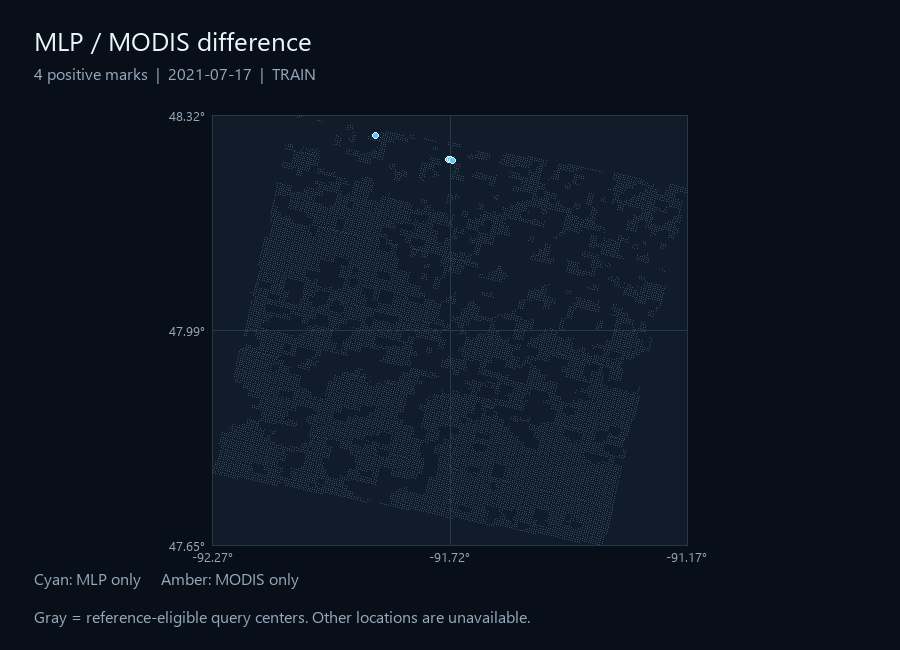 MLP / MODIS difference
4 positive marks | 2021-07-17 | TRAIN
48.32°
47.99°
47.65°
-92.27° -91.72° -91.17°
Cyan: MLP only Amber: MODIS only
Gray = reference-eligible query centers. Other locations are unavailable.